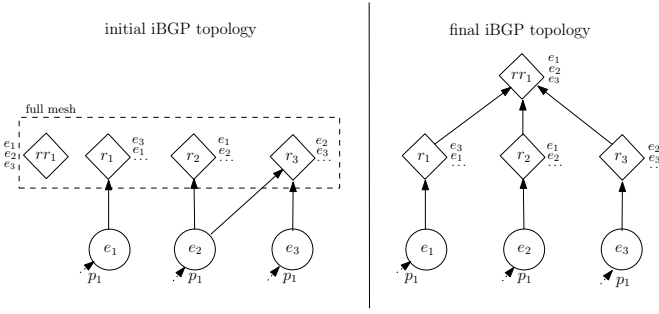 initial iBGP topology
full mesh
e1
e2
e3
rr1
r1
e3
e1
...
r2
e1
e2
...
r3
e2
e3
...
e1
e2
e3
p1
p1
p1
final iBGP topology
rr1
e1
e2
e3
r1
e3
e1
...
r2
e1
e2
...
r3
e2
e3
...
e1
e2
e3
p1
p1
p1